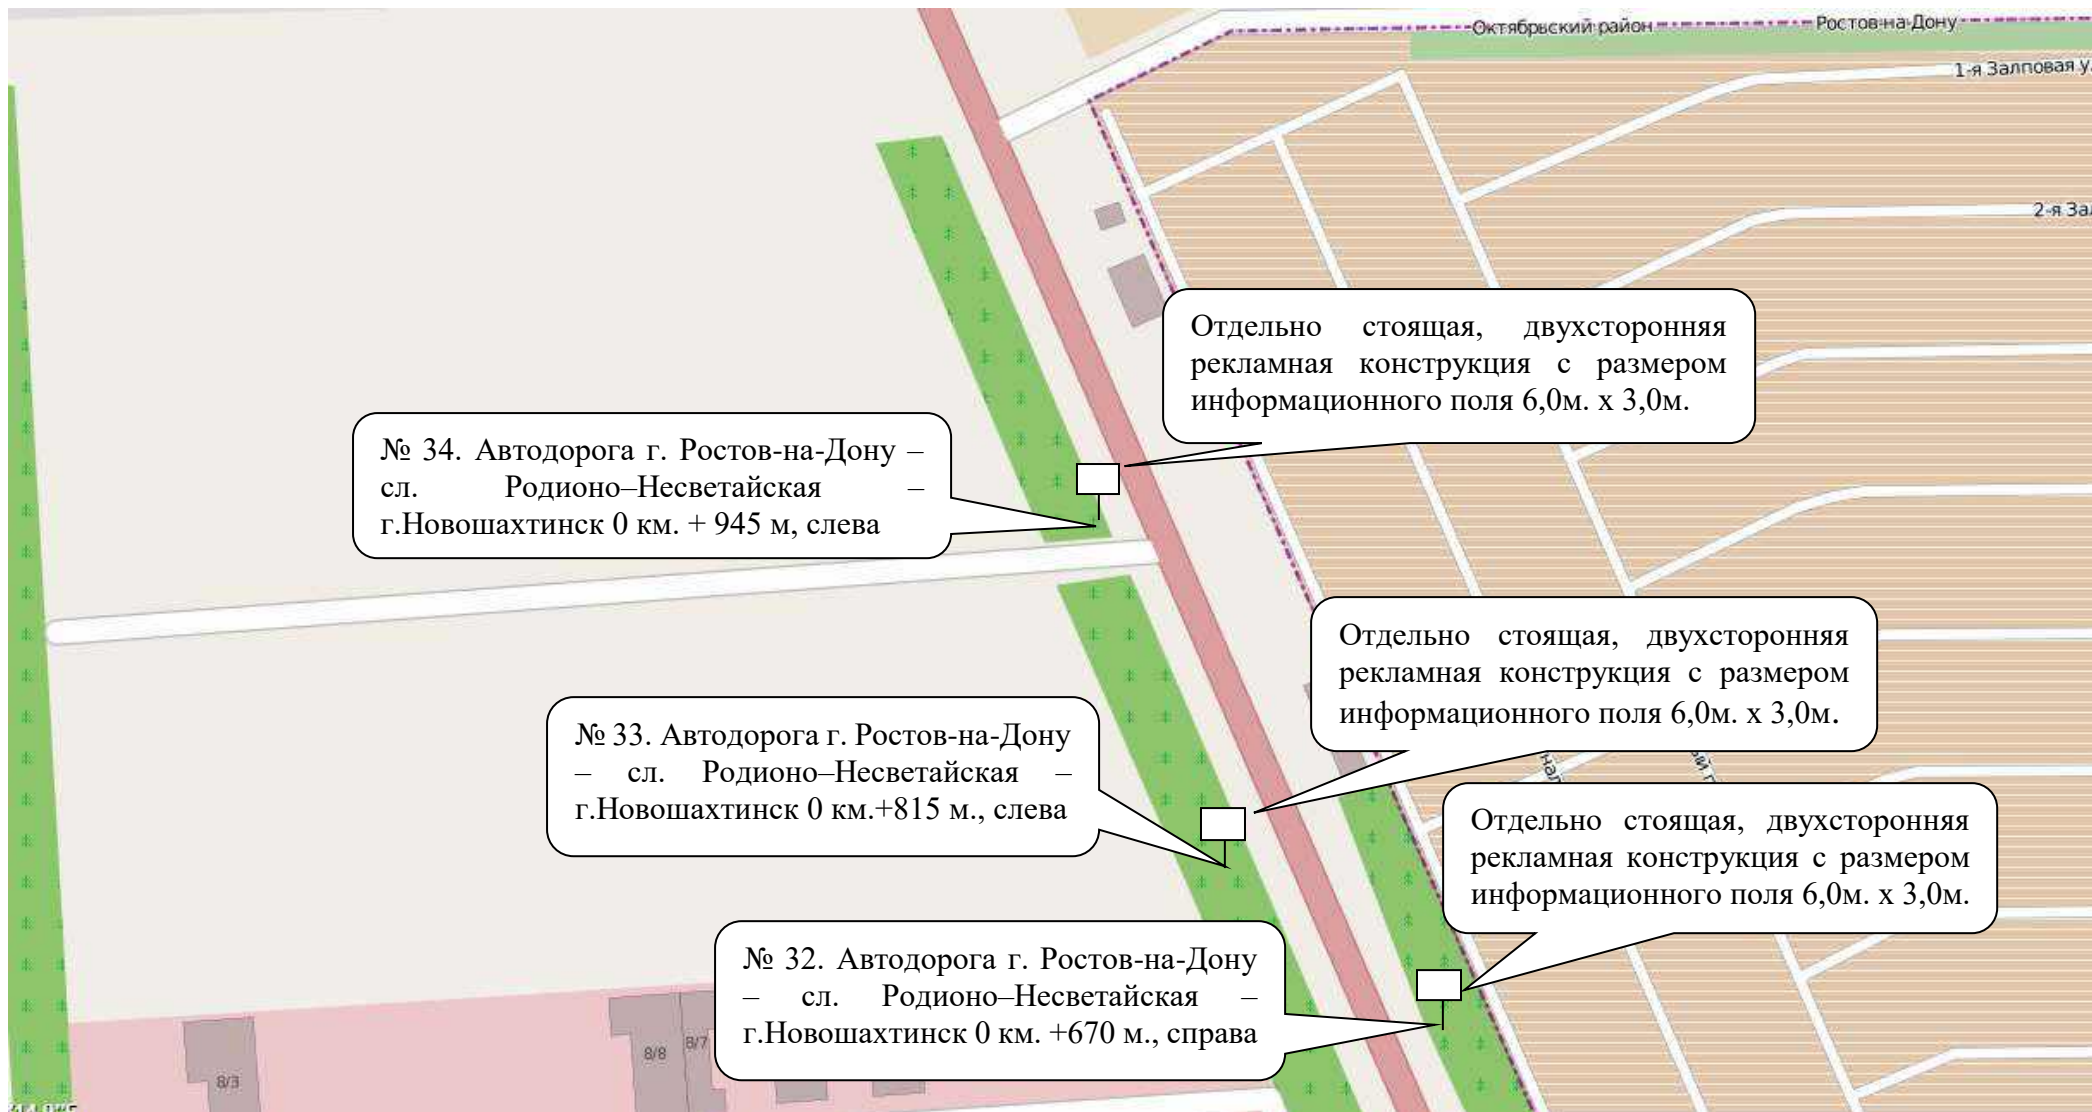 Октябрьский район
Ростов-на-Дону
1-я Залповая у
2-я Зал
Отдельно стоящая, двухсторонняя
рекламная конструкция с размером
информационного поля 6,0м. х 3,0м.
№ 34. Автодорога г. Ростов-на-Дону –
сл. Родионо–Несветайская –
г.Новошахтинск 0 км. + 945 м, слева
Отдельно стоящая, двухсторонняя
рекламная конструкция с размером
информационного поля 6,0м. х 3,0м.
№ 33. Автодорога г. Ростов-на-Дону
– сл. Родионо–Несветайская –
г.Новошахтинск 0 км.+815 м., слева
Отдельно стоящая, двухсторонняя
рекламная конструкция с размером
информационного поля 6,0м. х 3,0м.
№ 32. Автодорога г. Ростов-на-Дону
– сл. Родионо–Несветайская –
г.Новошахтинск 0 км. +670 м., справа
8/8
8/7
8/3